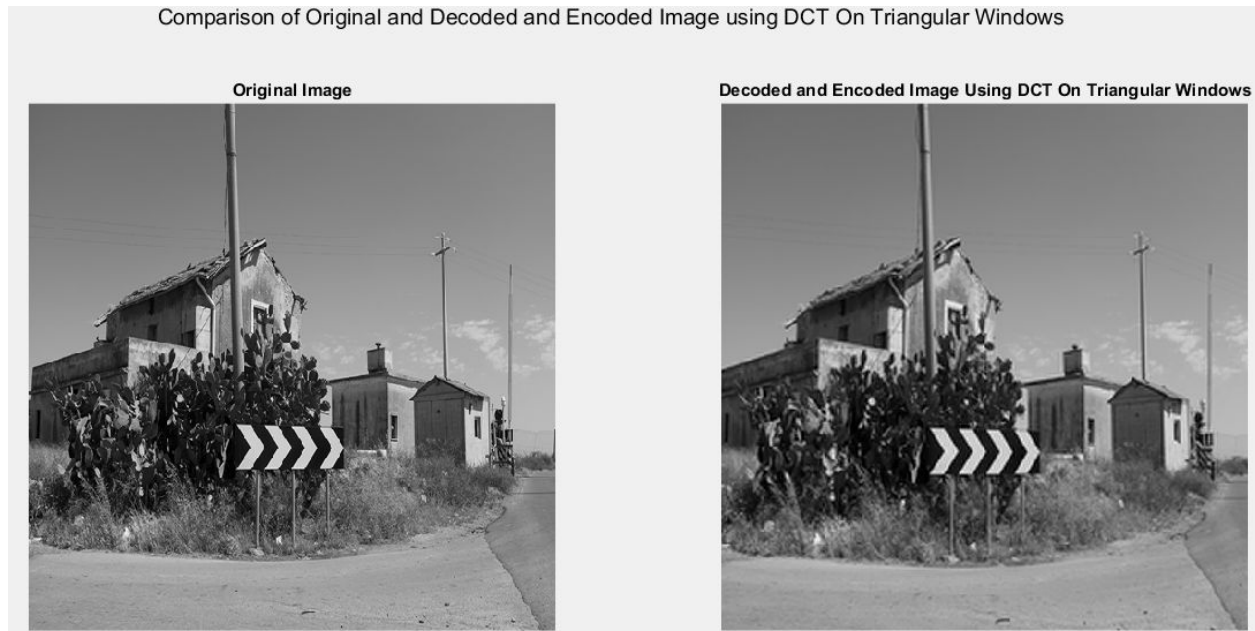 Comparison of Original and Decoded and Encoded Image using DCT On Triangular Windows
Original Image
Decoded and Encoded Image Using DCT On Triangular Windows